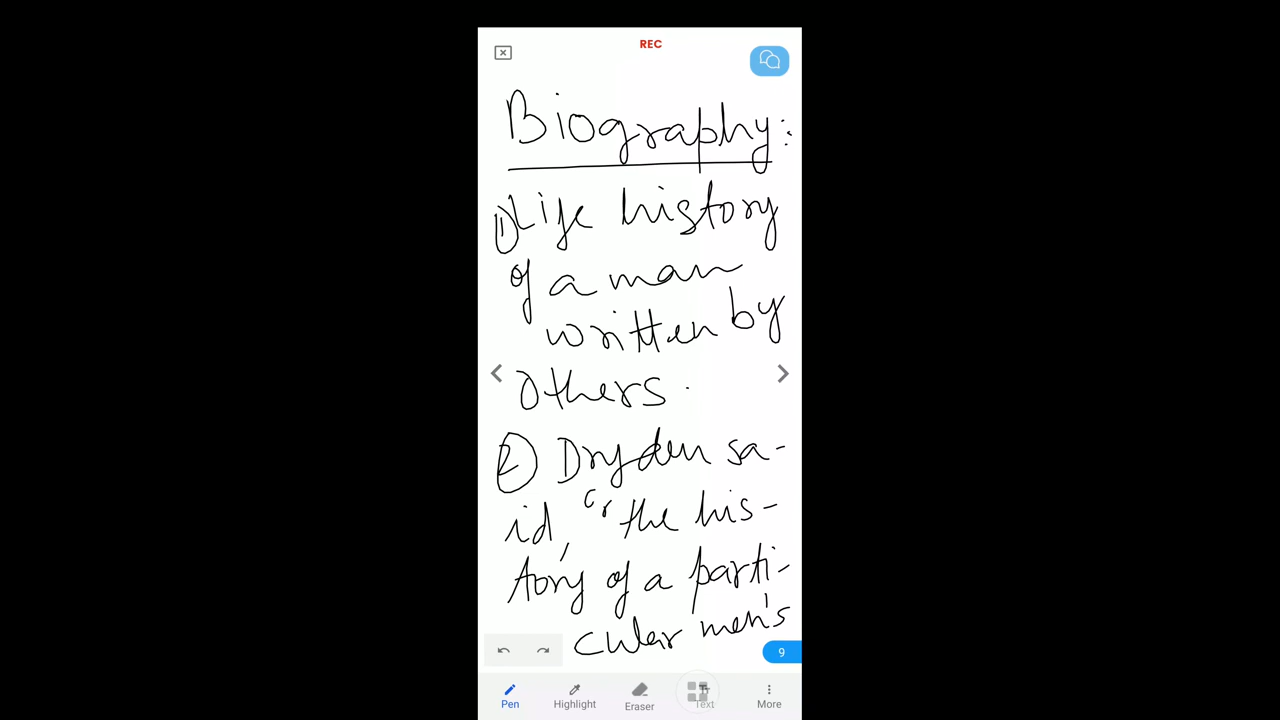 REC
Biography:
① Life history
of a man
written by
others.
② Dryden sa-
id, "the his-
tory of a parti-
cular men's
9
Pen
Highlight
Eraser
Text
More